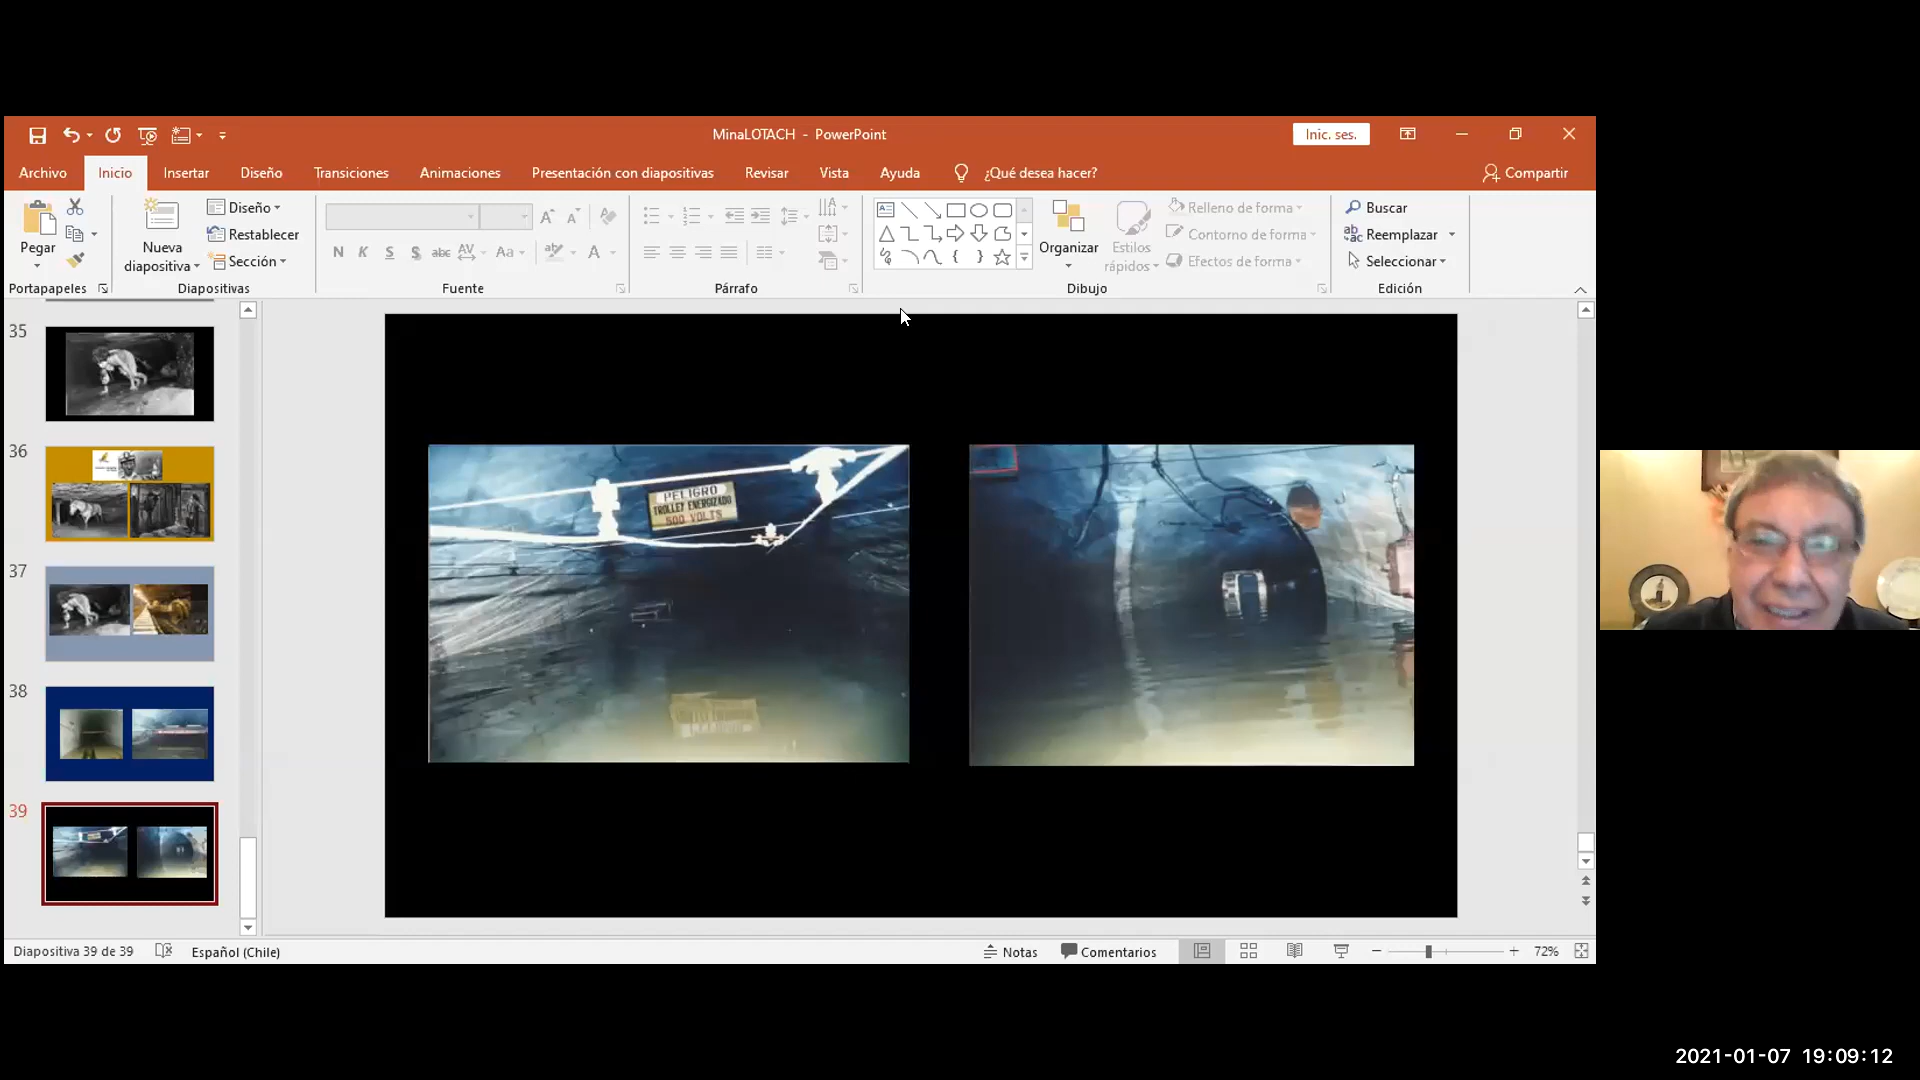 MinaLOTACH - PowerPoint
Inic. ses.
Archivo
Inicio
Insertar
Diseño
Transiciones
Animaciones
Presentación con diapositivas
Revisar
Vista
Ayuda
¿Qué desea hacer?
Compartir
Pegar
Portapapeles
Nueva
diapositiva
Diseño
Restablecer
Sección
Diapositivas
N K S S abc AV Aa A
Fuente
Párrafo
Organizar
Estilos
rápidos
Relleno de forma
Contorno de forma
Efectos de forma
Dibujo
Buscar
Reemplazar
Seleccionar
Edición
35
36
37
38
39
PELIGRO
TROLLEY ENERGIZADO
500 VOLTS
Diapositiva 39 de 39
Español (Chile)
Notas
Comentarios
72%
2021-01-07 19:09:12